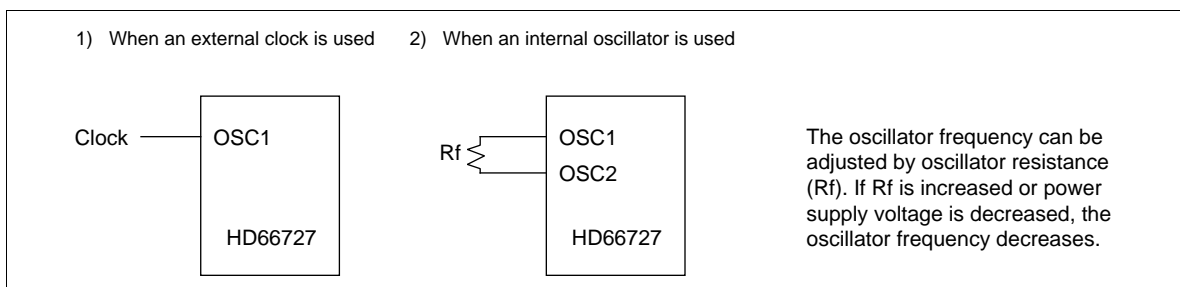 1) When an external clock is used
2) When an internal oscillator is used
Clock
OSC1
HD66727
Rf
OSC1
OSC2
HD66727
The oscillator frequency can be
adjusted by oscillator resistance
(Rf). If Rf is increased or power
supply voltage is decreased, the
oscillator frequency decreases.